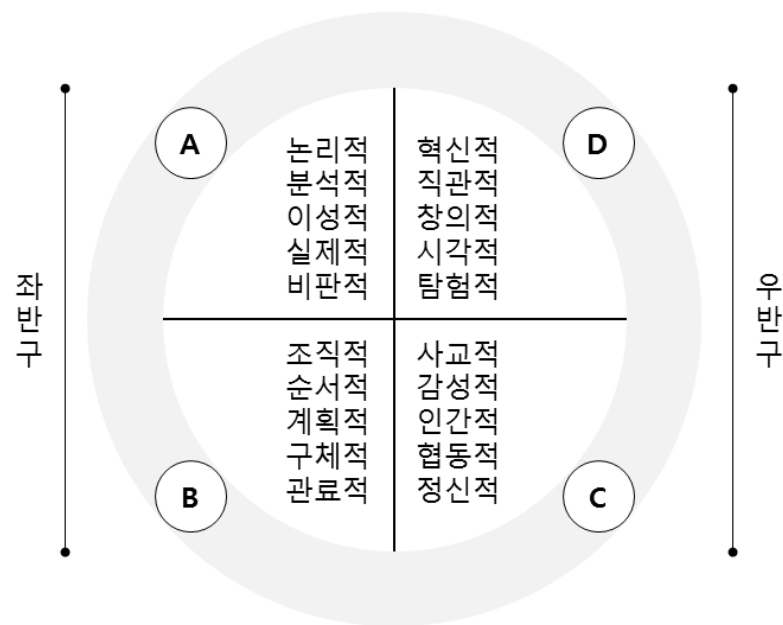 A
논리적
분석적
이성적
실제적
비판적
D
혁신적
직관적
창의적
시각적
탐험적
좌반구
우반구
B
조직적
순서적
계획적
구체적
관료적
C
사교적
감성적
인간적
협동적
정신적